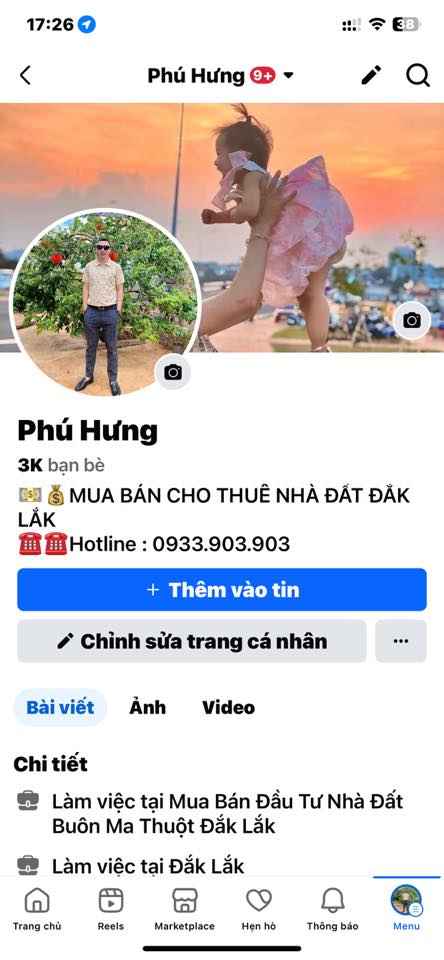 17:26
38
Phú Hưng 9+
Phú Hưng
3K bạn bè
💵💰MUA BÁN CHO THUÊ NHÀ ĐẤT ĐẮK
LẮK
☎️☎️Hotline : 0933.903.903
+ Thêm vào tin
Chỉnh sửa trang cá nhân
Bài viết Ảnh Video
Chi tiết
Làm việc tại Mua Bán Đầu Tư Nhà Đất
Buôn Ma Thuột Đắk Lắk
Làm việc tại Đắk Lắk
Trang chủ Reels Marketplace Hẹn hò Thông báo Menu